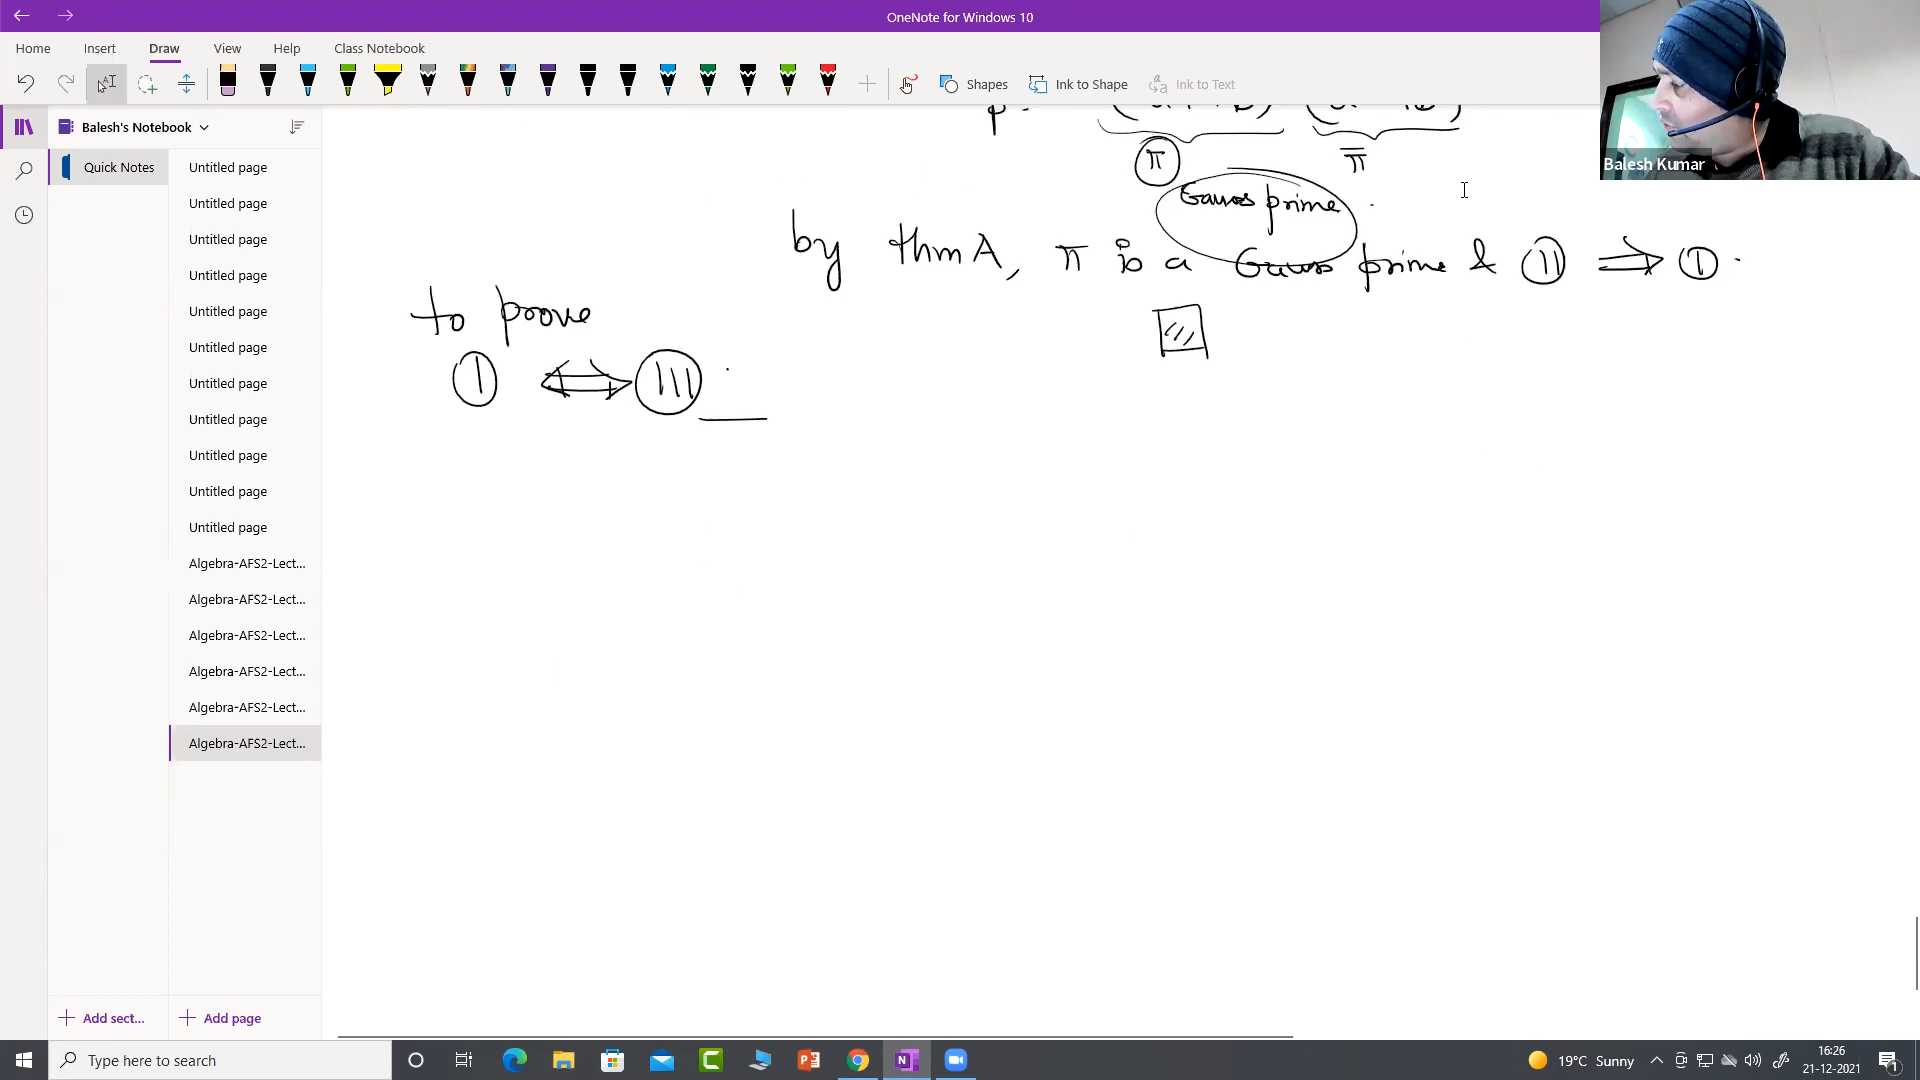 OneNote for Windows 10
Home Insert Draw View Help Class Notebook
Shapes Ink to Shape Ink to Text
Balesh Kumar
Balesh's Notebook
Quick Notes
Untitled page
Untitled page
Untitled page
Untitled page
Untitled page
Untitled page
Untitled page
Untitled page
Untitled page
Untitled page
Untitled page
Algebra-AFS2-Lect...
Algebra-AFS2-Lect...
Algebra-AFS2-Lect...
Algebra-AFS2-Lect...
Algebra-AFS2-Lect...
Algebra-AFS2-Lect...
π π̅
Gauss prime
by thm A, π is a Gauss prime & II ⟹ I.
to prove
I ⟺ III
Add sect... Add page
Type here to search
19°C Sunny
16:26
21-12-2021
1